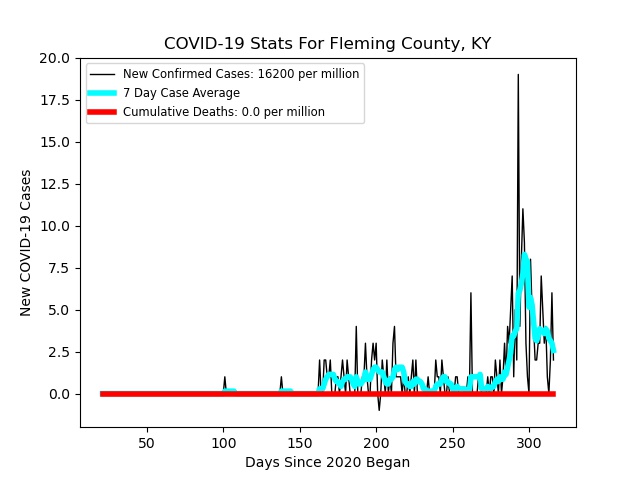 COVID-19 Stats For Fleming County, KY
New Confirmed Cases: 16200 per million
7 Day Case Average
Cumulative Deaths: 0.0 per million
New COVID-19 Cases
20.0
17.5
15.0
12.5
10.0
7.5
5.0
2.5
0.0
50 100 150 200 250 300
Days Since 2020 Began